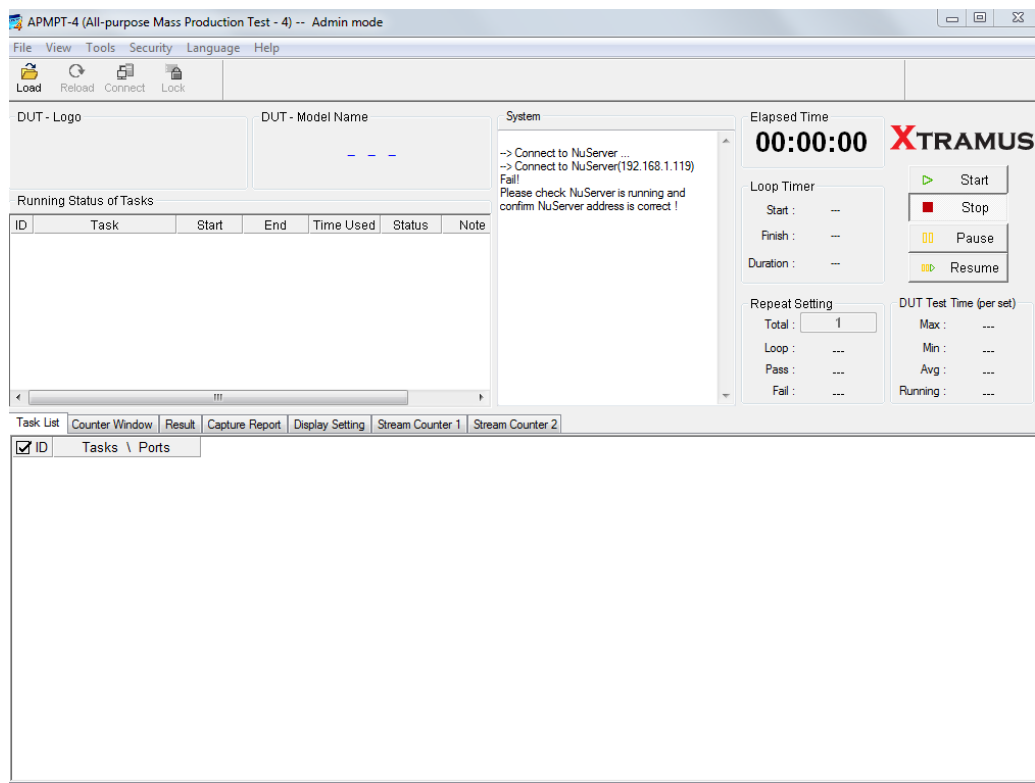 APMPT-4 (All-purpose Mass Production Test - 4) -- Admin mode
File View Tools Security Language Help
Load Reload Connect Lock
DUT - Logo
DUT - Model Name
– – –
System
--> Connect to NuServer ...
--> Connect to NuServer(192.168.1.119)
Fail!
Please check NuServer is running and
confirm NuServer address is correct !
Elapsed Time
00:00:00
XTRAMUS
Loop Timer
Start : ---
Finish : ---
Duration : ---
Start
Stop
Pause
Resume
Running Status of Tasks
ID Task Start End Time Used Status Note
Repeat Setting
Total : 1
Loop : ---
Pass : ---
Fail : ---
DUT Test Time (per set)
Max : ---
Min : ---
Avg : ---
Running : ---
Task List Counter Window Result Capture Report Display Setting Stream Counter 1 Stream Counter 2
ID Tasks \ Ports